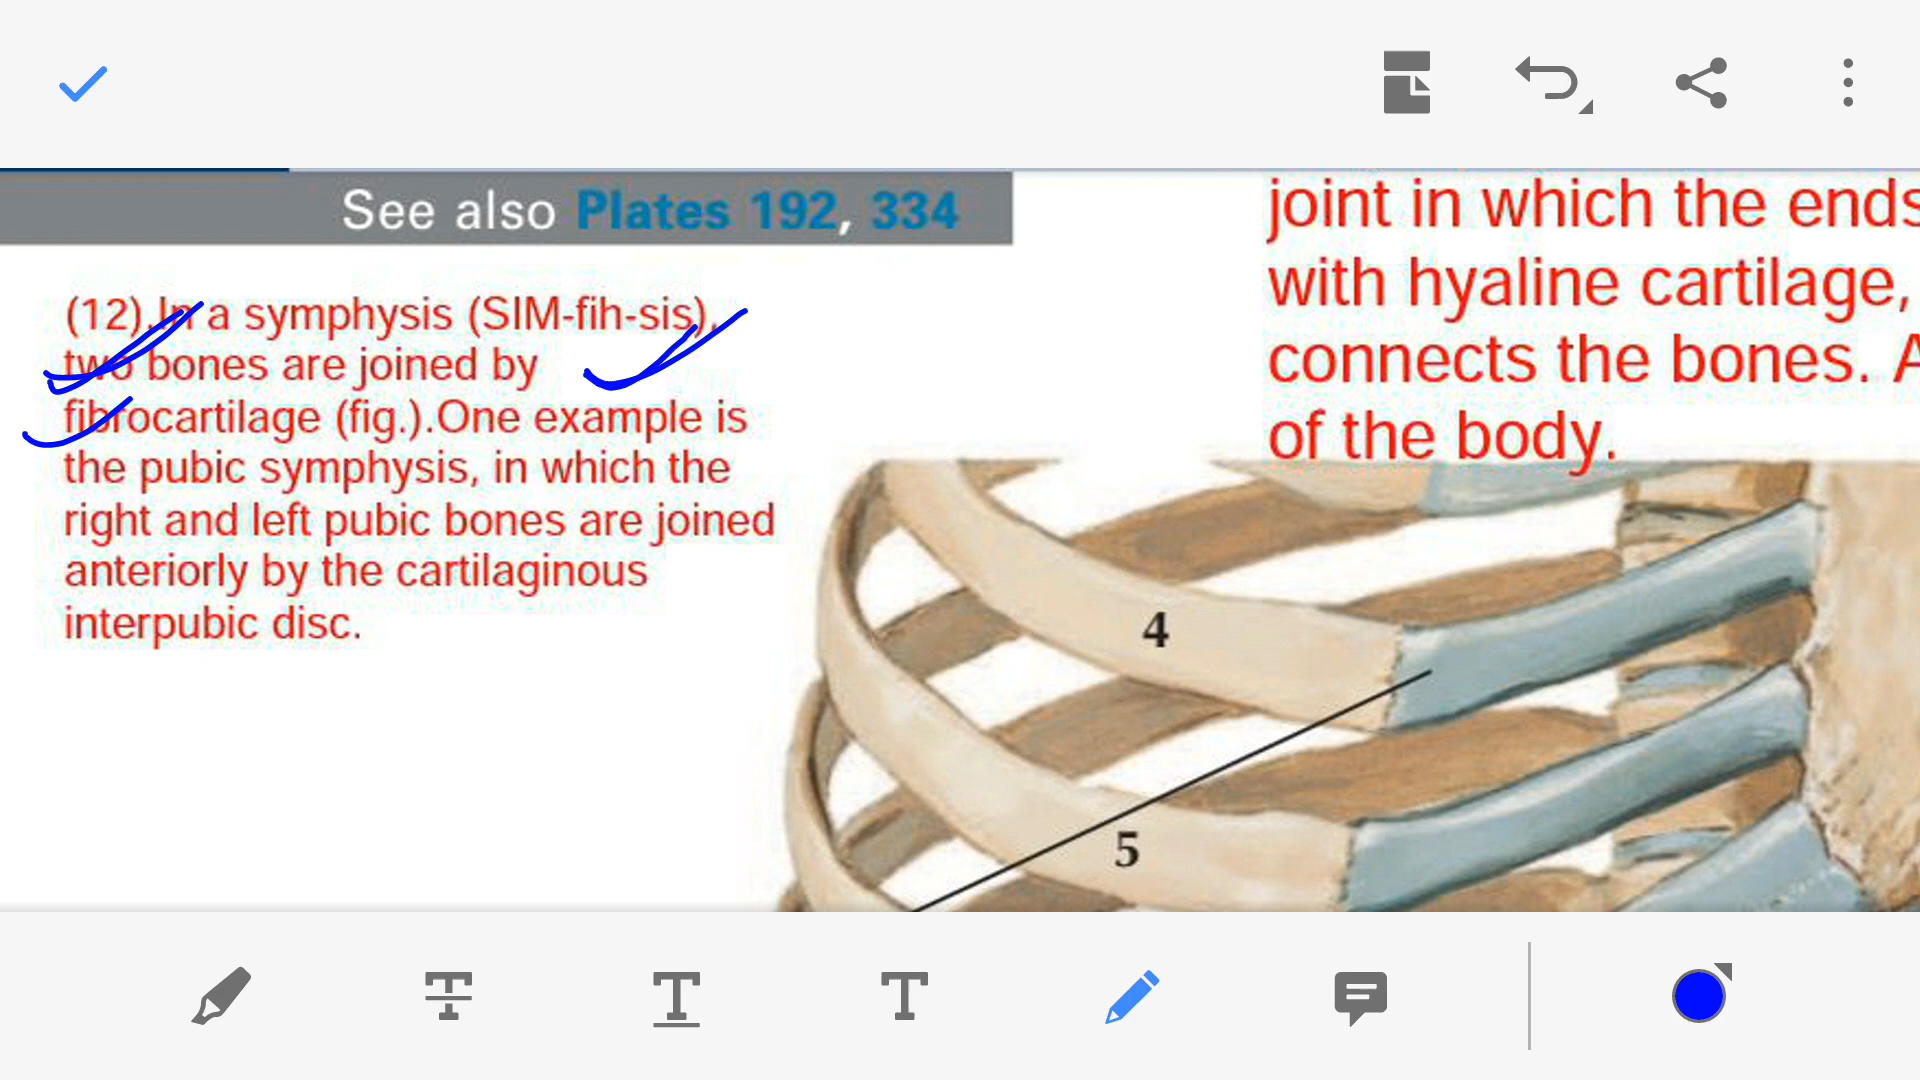 See also Plates 192, 334
(12).In a symphysis (SIM-fih-sis),
two bones are joined by
fibrocartilage (fig.).One example is
the pubic symphysis, in which the
right and left pubic bones are joined
anteriorly by the cartilaginous
interpubic disc.
joint in which the ends
with hyaline cartilage,
connects the bones. A
of the body.
4
5